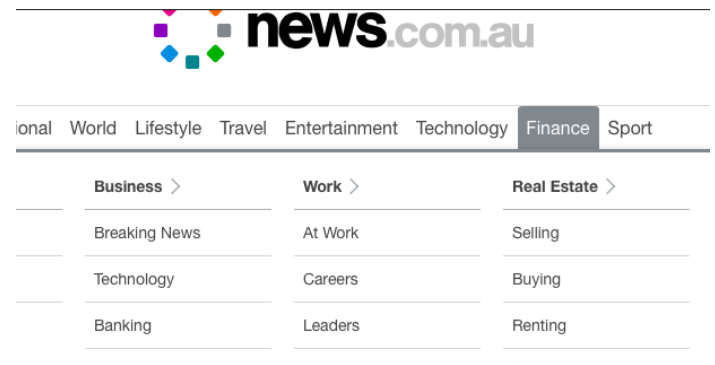 news.com.au
ional World Lifestyle Travel Entertainment Technology Finance Sport
Business Work Real Estate
Breaking News At Work Selling
Technology Careers Buying
Banking Leaders Renting